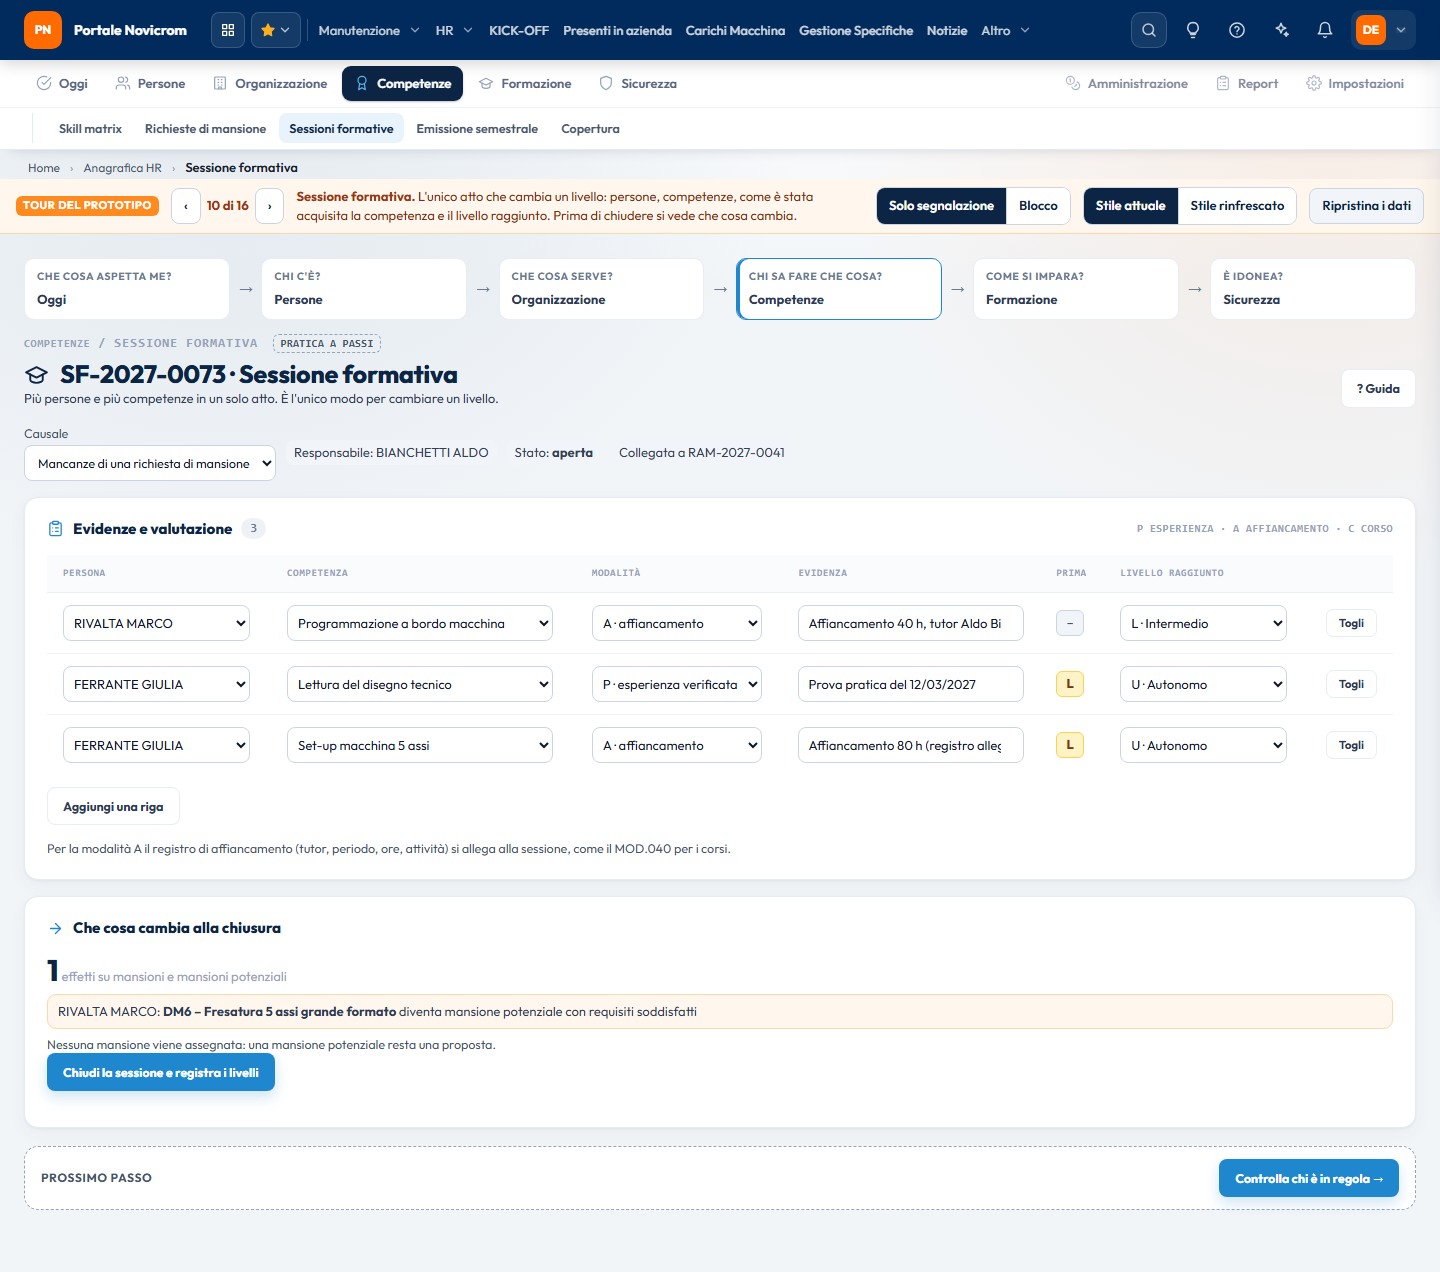 PN Portale Novicrom Manutenzione HR KICK-OFF Presenti in azienda Carichi Macchina Gestione Specifiche Notizie Altro DE
Oggi Persone Organizzazione Competenze Formazione Sicurezza Amministrazione Report Impostazioni
Skill matrix Richieste di mansione Sessioni formative Emissione semestrale Copertura
Home › Anagrafica HR › Sessione formativa
TOUR DEL PROTOTIPO ‹ 10 di 16 › Sessione formativa. L'unico atto che cambia un livello: persone, competenze, come è stata
acquisita la competenza e il livello raggiunto. Prima di chiudere si vede che cosa cambia.
Solo segnalazione Blocco Stile attuale Stile rinfrescato Ripristina i dati
CHE COSA ASPETTA ME? CHI C'È? CHE COSA SERVE? CHI SA FARE CHE COSA? COME SI IMPARA? È IDONEA?
Oggi → Persone → Organizzazione → Competenze → Formazione → Sicurezza
COMPETENZE / SESSIONE FORMATIVA PRATICA A PASSI
SF-2027-0073 · Sessione formativa
Più persone e più competenze in un solo atto. È l'unico modo per cambiare un livello.
? Guida
Causale
Mancanze di una richiesta di mansione Responsabile: BIANCHETTI ALDO Stato: aperta Collegata a RAM-2027-0041
Evidenze e valutazione 3 P ESPERIENZA · A AFFIANCAMENTO · C CORSO
PERSONA COMPETENZA MODALITÀ EVIDENZA PRIMA LIVELLO RAGGIUNTO
RIVALTA MARCO Programmazione a bordo macchina A · affiancamento Affiancamento 40 h, tutor Aldo Bi – L · Intermedio Togli
FERRANTE GIULIA Lettura del disegno tecnico P · esperienza verificata Prova pratica del 12/03/2027 L U · Autonomo Togli
FERRANTE GIULIA Set-up macchina 5 assi A · affiancamento Affiancamento 80 h (registro alleg L U · Autonomo Togli
Aggiungi una riga
Per la modalità A il registro di affiancamento (tutor, periodo, ore, attività) si allega alla sessione, come il MOD.040 per i corsi.
Che cosa cambia alla chiusura
1 effetti su mansioni e mansioni potenziali
RIVALTA MARCO: DM6 – Fresatura 5 assi grande formato diventa mansione potenziale con requisiti soddisfatti
Nessuna mansione viene assegnata: una mansione potenziale resta una proposta.
Chiudi la sessione e registra i livelli
PROSSIMO PASSO Controlla chi è in regola →